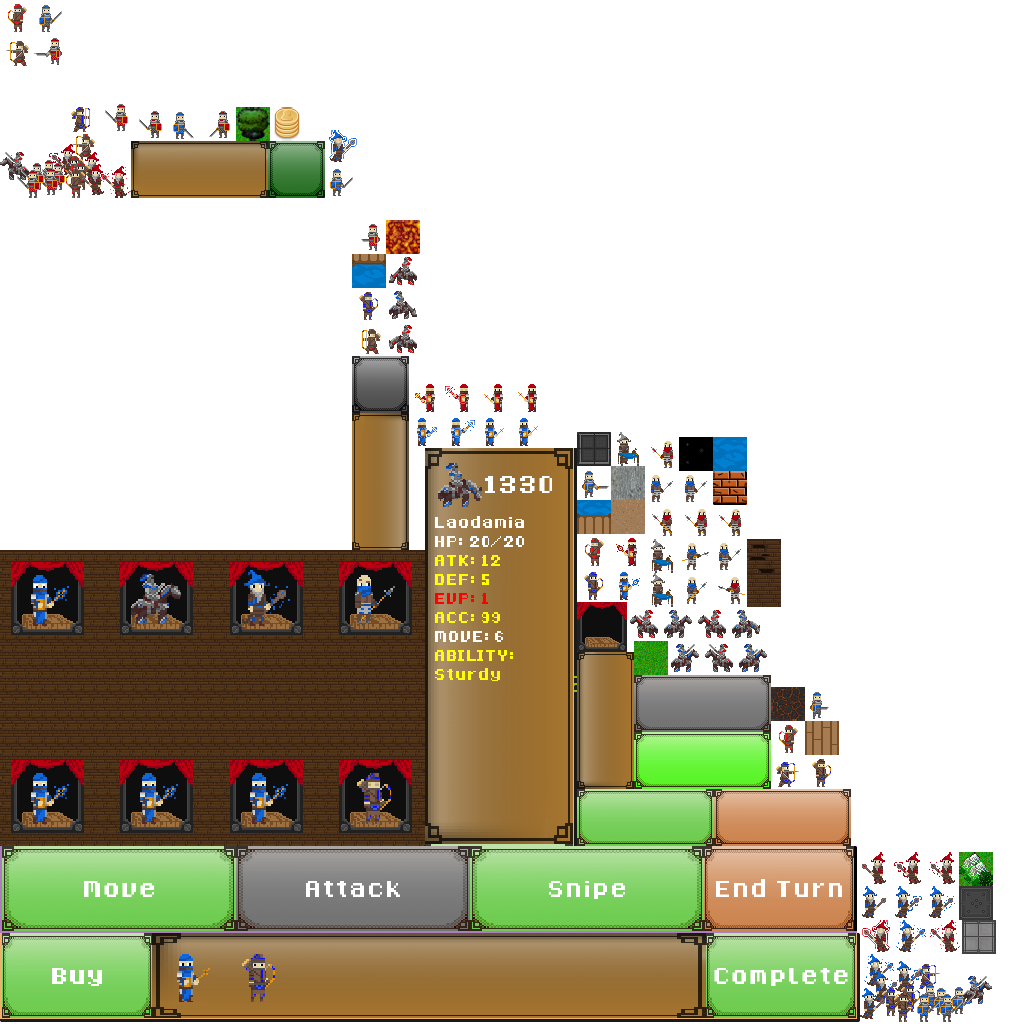 1330
Laodamia
HP: 20/20
ATK: 12
DEF: 5
EVP: 1
ACC: 99
MOVE: 6
ABILITY:
Sturdy
Move
Attack
Snipe
End Turn
Buy
Complete